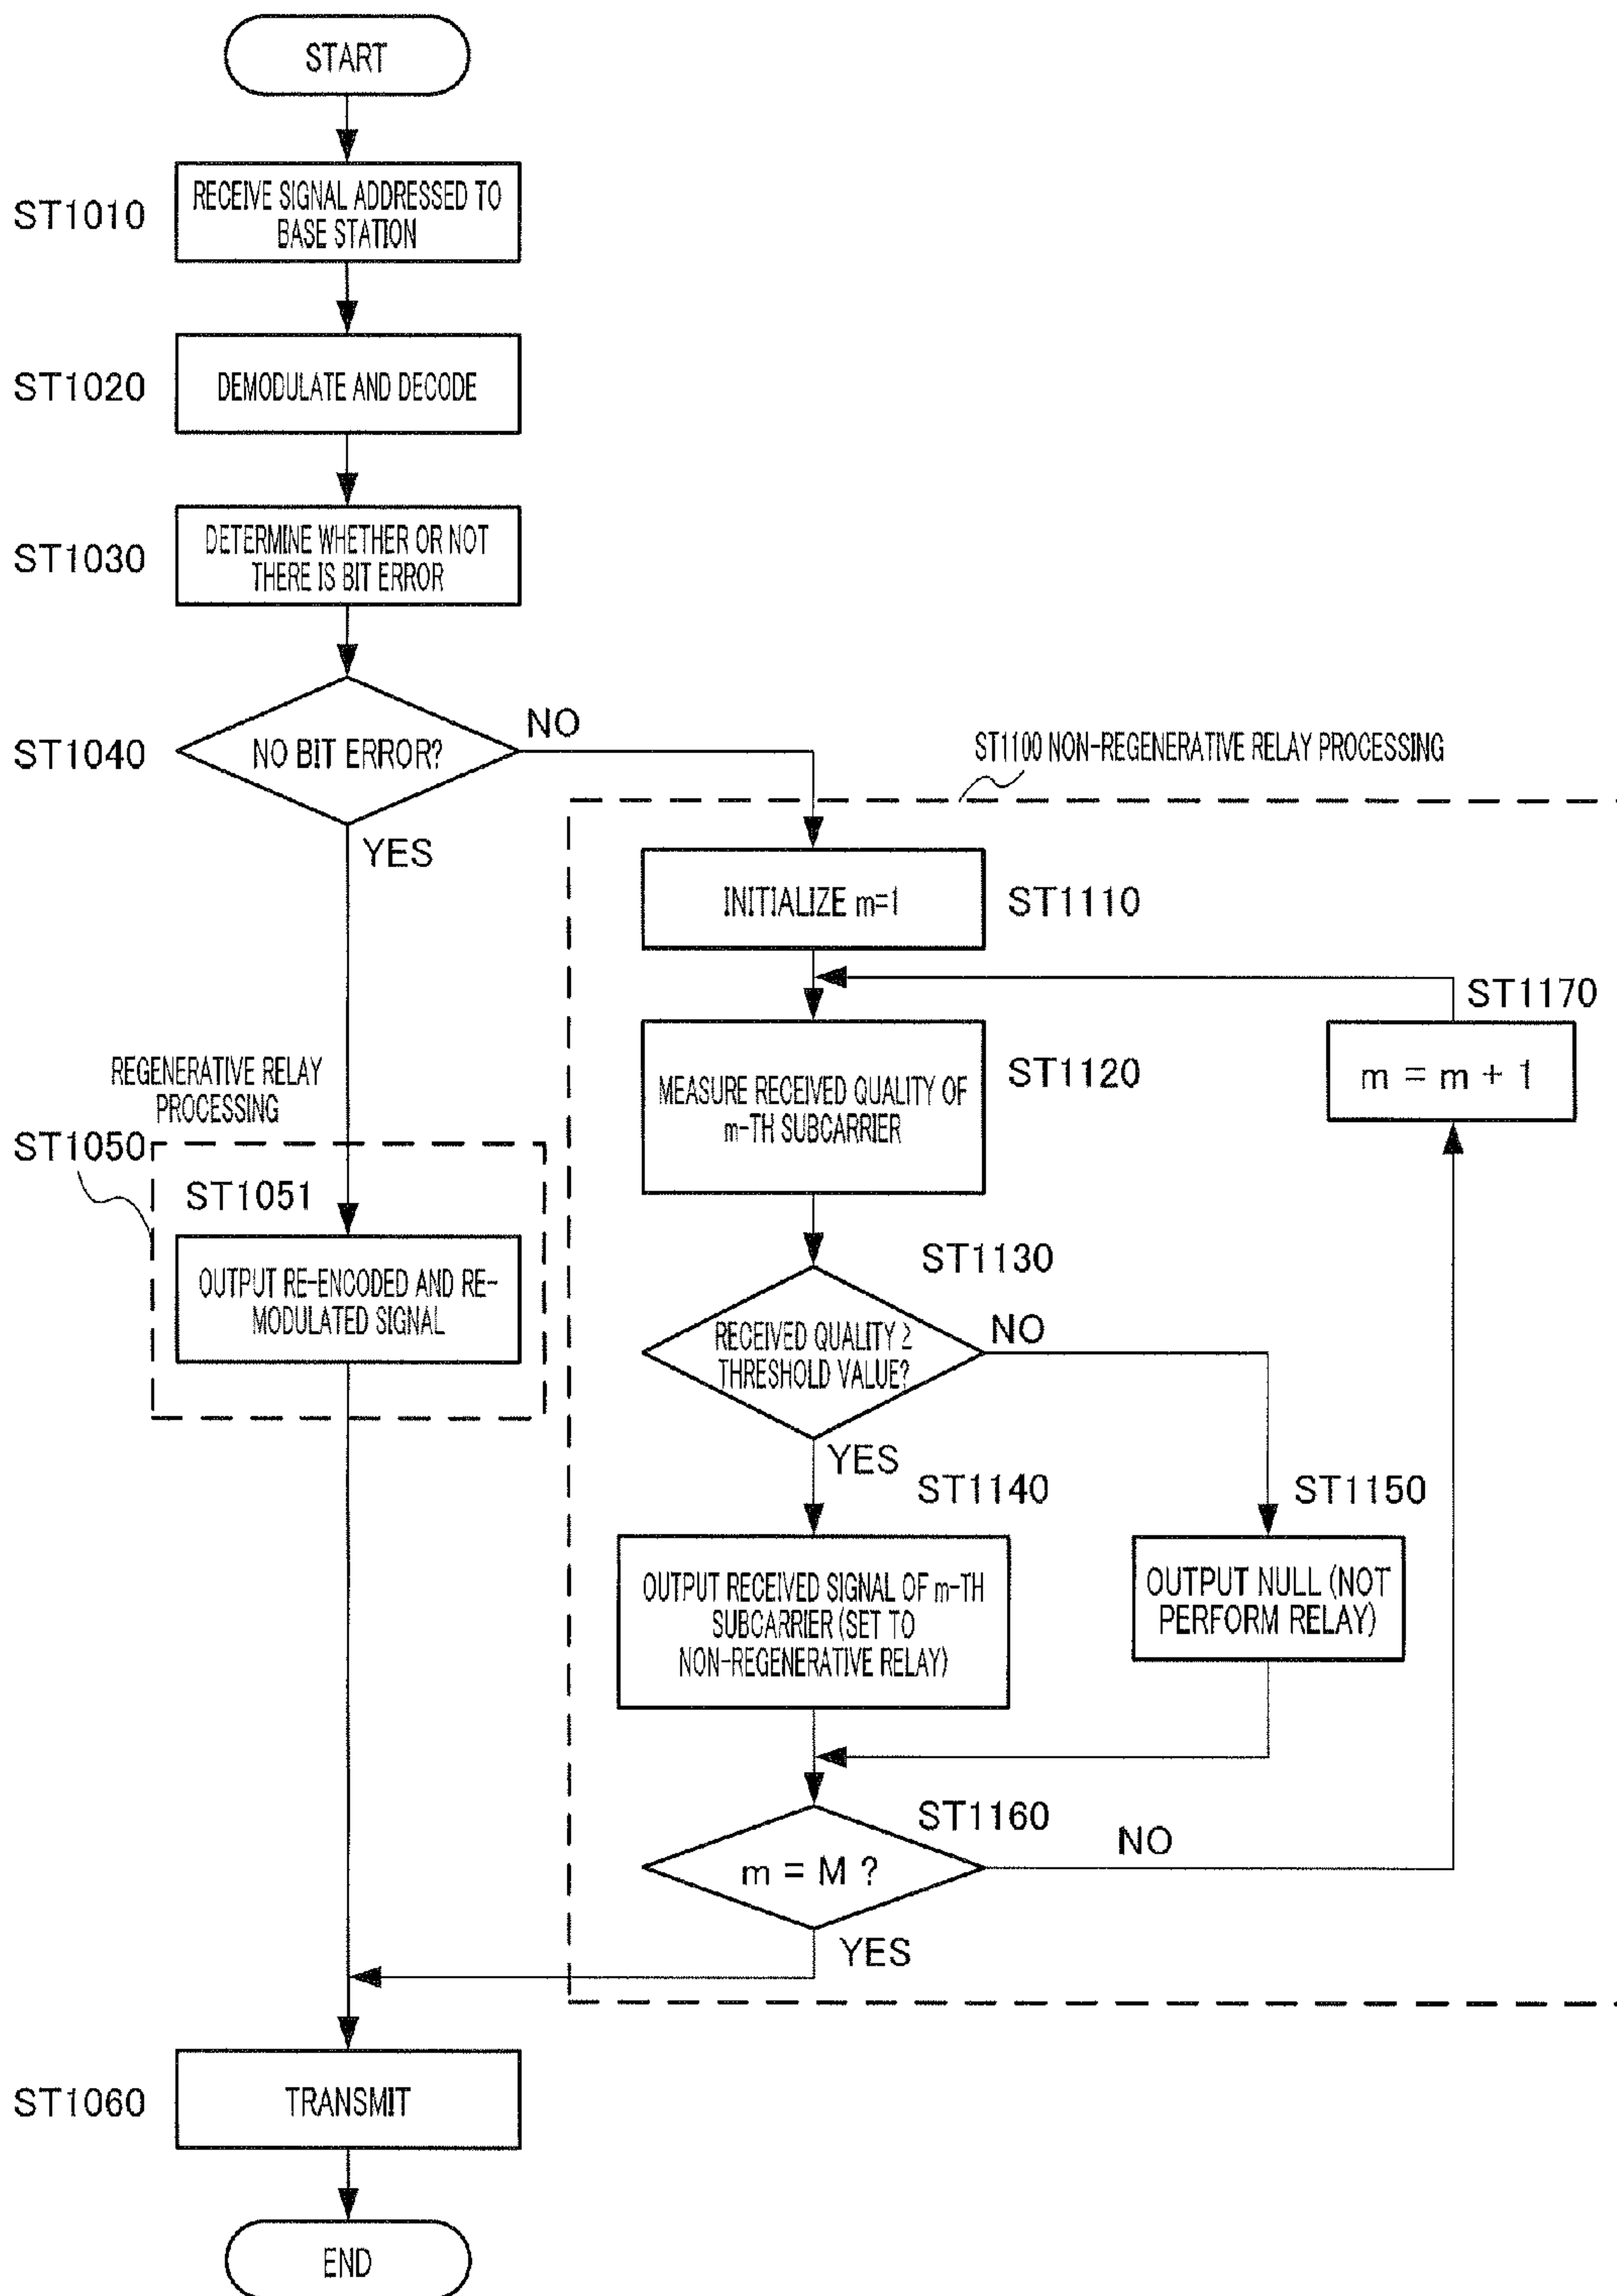 START
ST1010
RECEIVE SIGNAL ADDRESSED TO
BASE STATION
ST1020
DEMODULATE AND DECODE
ST1030
DETERMINE WHETHER OR NOT
THERE IS BIT ERROR
ST1040
NO BIT ERROR?
NO
YES
ST1100 NON-REGENERATIVE RELAY PROCESSING
INITIALIZE m=1
ST1110
ST1170
m = m + 1
MEASURE RECEIVED QUALITY OF
m-TH SUBCARRIER
ST1120
REGENERATIVE RELAY
PROCESSING
ST1050
ST1051
OUTPUT RE-ENCODED AND RE-
MODULATED SIGNAL
ST1130
RECEIVED QUALITY ≥
THRESHOLD VALUE?
NO
YES
ST1140
OUTPUT RECEIVED SIGNAL OF m-TH
SUBCARRIER (SET TO
NON-REGENERATIVE RELAY)
ST1150
OUTPUT NULL (NOT
PERFORM RELAY)
ST1160
m = M ?
NO
YES
ST1060
TRANSMIT
END